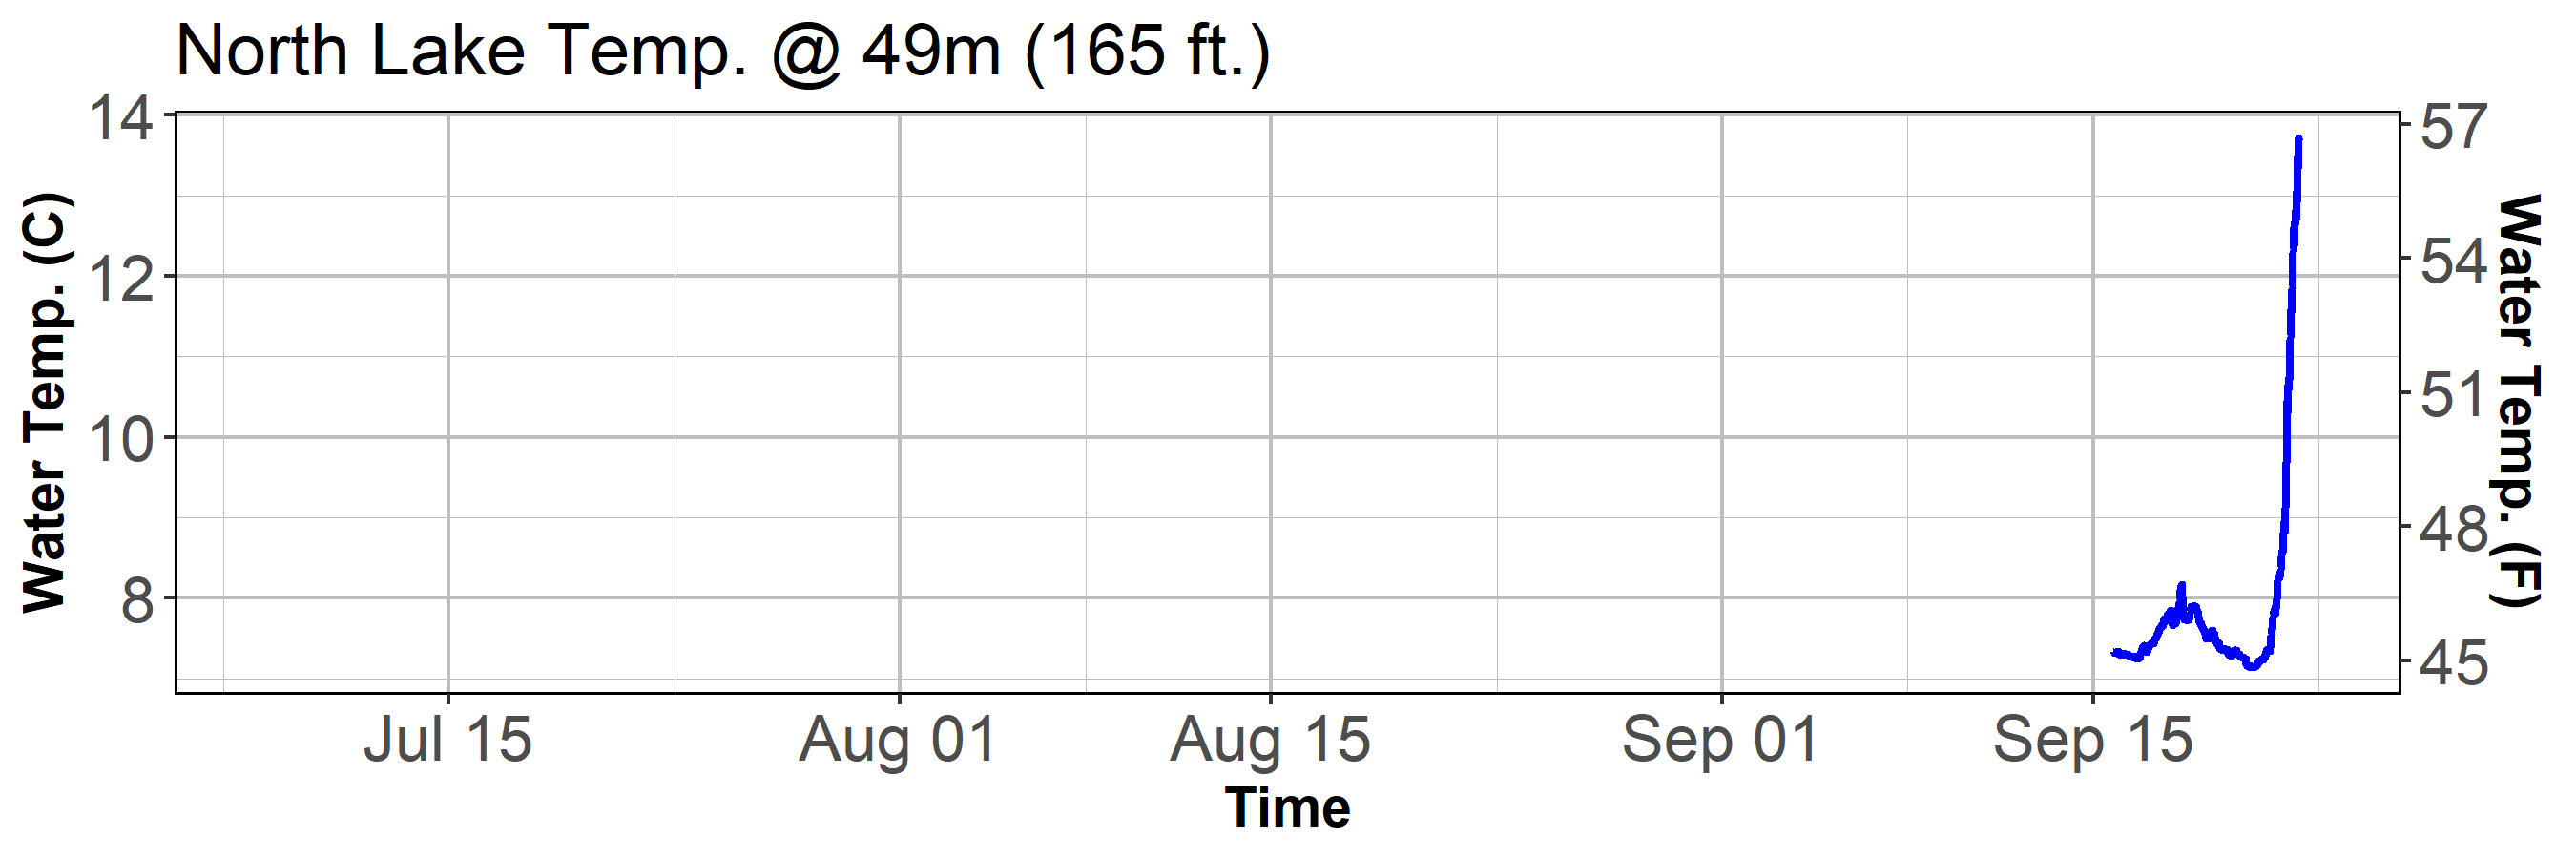 North Lake Temp. @ 49m (165 ft.)
14
12
10
8
Water Temp. (C)
57
54
51
48
45
Water Temp. (F)
Jul 15
Aug 01
Aug 15
Sep 01
Sep 15
Time